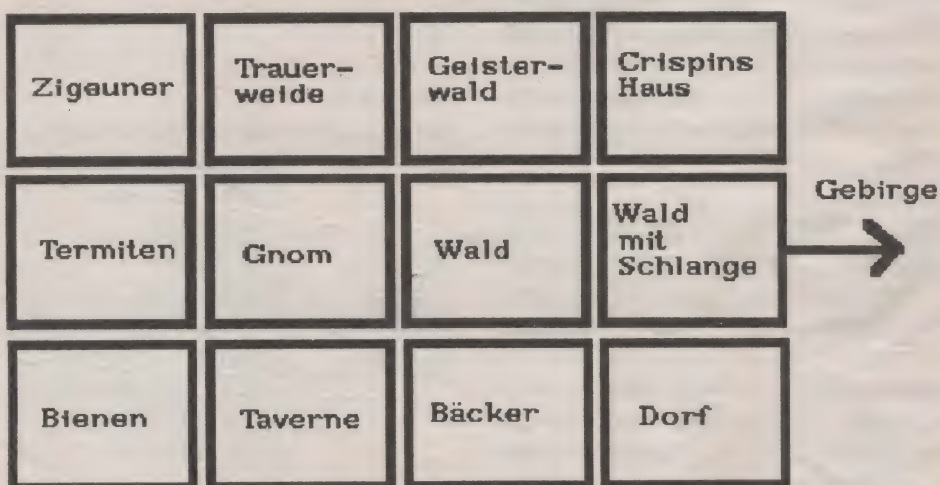 Zigeuner
Trauer-
weide
Geister-
wald
Crispins
Haus
Termiten
Gnom
Wald
Wald
mit
Schlange
Gebirge
Bienen
Taverne
Bäcker
Dorf